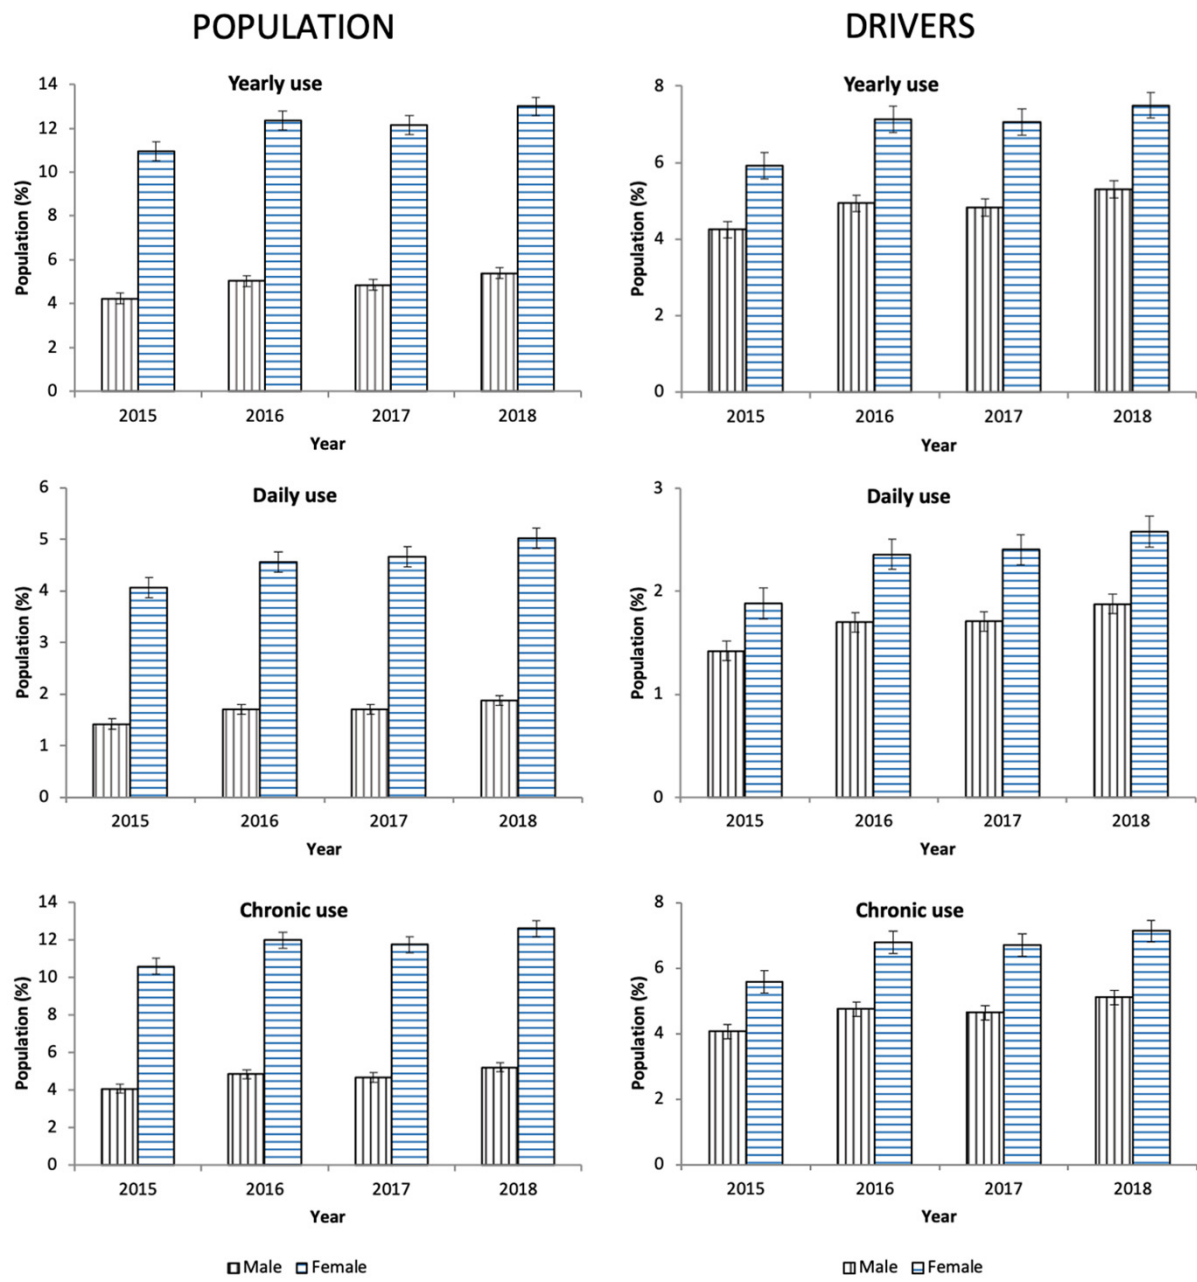 POPULATION
DRIVERS
Yearly use
14
12
10
8
6
4
2
0
Population (%)
2015 2016 2017 2018
Year
Yearly use
8
6
4
2
0
Population (%)
2015 2016 2017 2018
Year
Daily use
6
5
4
3
2
1
0
Population (%)
2015 2016 2017 2018
Year
Daily use
3
2
1
0
Population (%)
2015 2016 2017 2018
Year
Chronic use
14
12
10
8
6
4
2
0
Population (%)
2015 2016 2017 2018
Year
Chronic use
8
6
4
2
0
Population (%)
2015 2016 2017 2018
Year
Male Female
Male Female